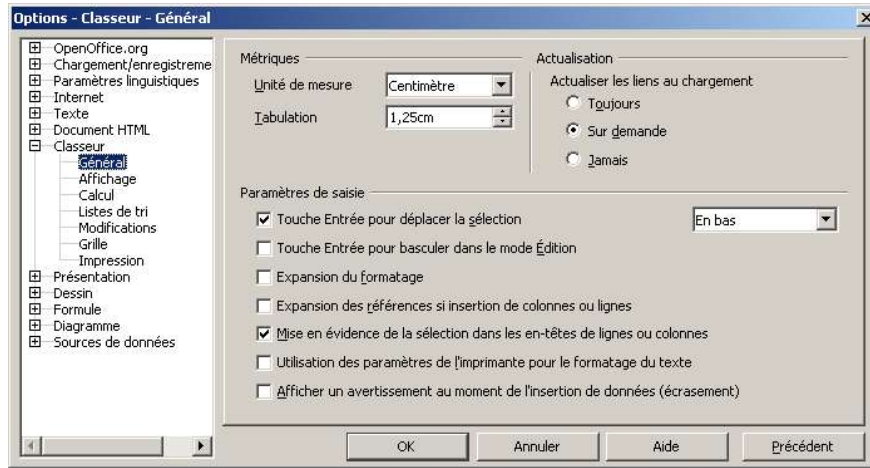 Options - Classeur - Général
OpenOffice.org
Chargement/enregistreme
Paramètres linguistiques
Internet
Texte
Document HTML
Classeur
Général
Affichage
Calcul
Listes de tri
Modifications
Grille
Impression
Présentation
Dessin
Formule
Diagramme
Sources de données
Métriques
Unité de mesure
Centimètre
Tabulation
1,25cm
Actualisation
Actualiser les liens au chargement
Toujours
Sur demande
Jamais
Paramètres de saisie
Touche Entrée pour déplacer la sélection
En bas
Touche Entrée pour basculer dans le mode Édition
Expansion du formatage
Expansion des références si insertion de colonnes ou lignes
Mise en évidence de la sélection dans les en-têtes de lignes ou colonnes
Utilisation des paramètres de l'imprimante pour le formatage du texte
Afficher un avertissement au moment de l'insertion de données (écrasement)
OK
Annuler
Aide
Précédent